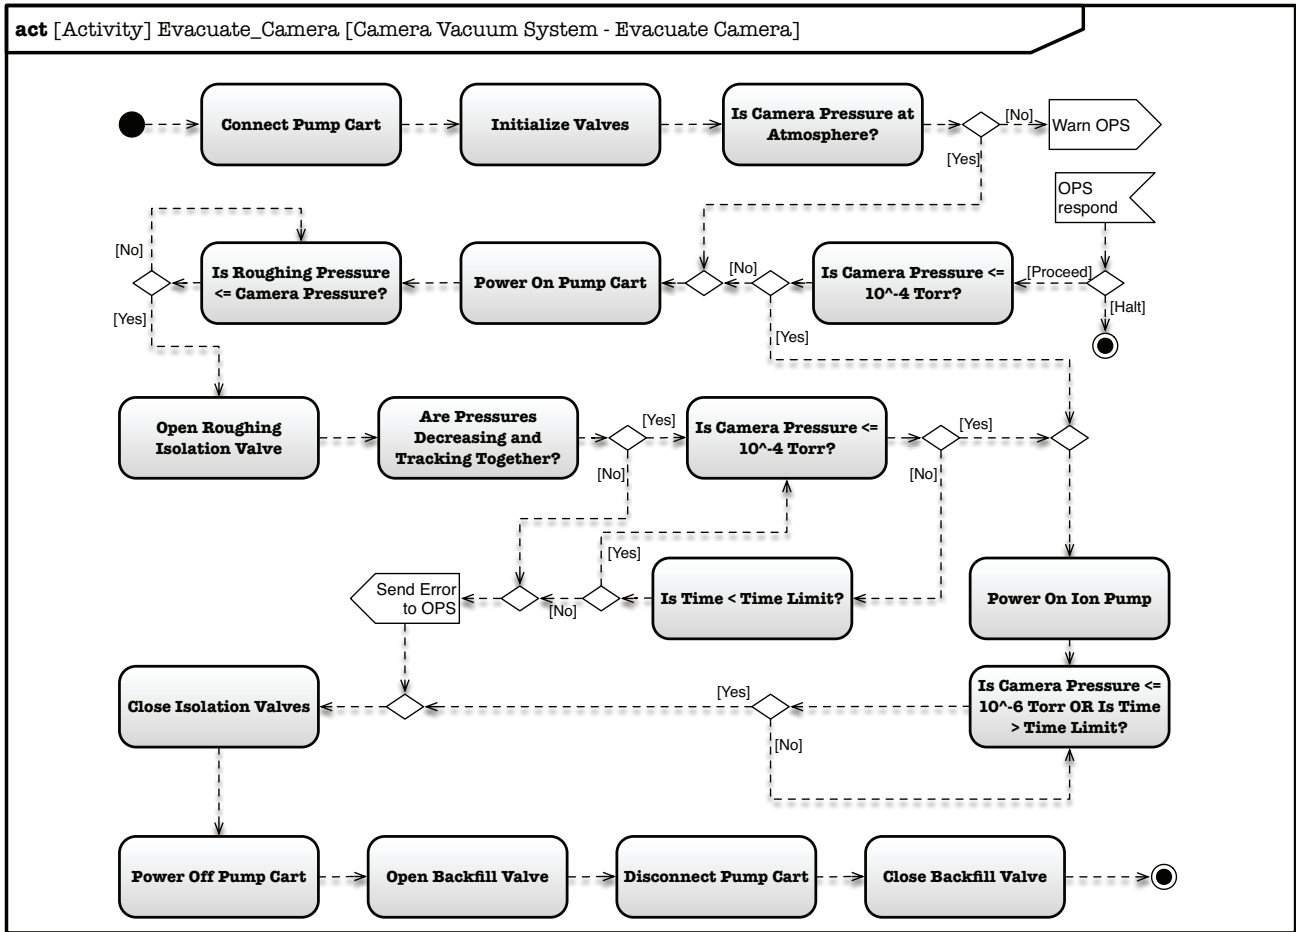 act [Activity] Evacuate_Camera [Camera Vacuum System - Evacuate Camera]
Connect Pump Cart
Initialize Valves
Is Camera Pressure at
Atmosphere?
[No]
Warn OPS
[Yes]
OPS
respond
[No]
Is Roughing Pressure
<= Camera Pressure?
Power On Pump Cart
[No]
Is Camera Pressure <=
10^-4 Torr?
[Proceed]
[Halt]
[Yes]
[Yes]
Open Roughing
Isolation Valve
Are Pressures
Decreasing and
Tracking Together?
[Yes]
[No]
Is Camera Pressure <=
10^-4 Torr?
[Yes]
[No]
[Yes]
Send Error
to OPS
[No]
Is Time < Time Limit?
Power On Ion Pump
Close Isolation Valves
[Yes]
[No]
Is Camera Pressure <=
10^-6 Torr OR Is Time
> Time Limit?
Power Off Pump Cart
Open Backfill Valve
Disconnect Pump Cart
Close Backfill Valve